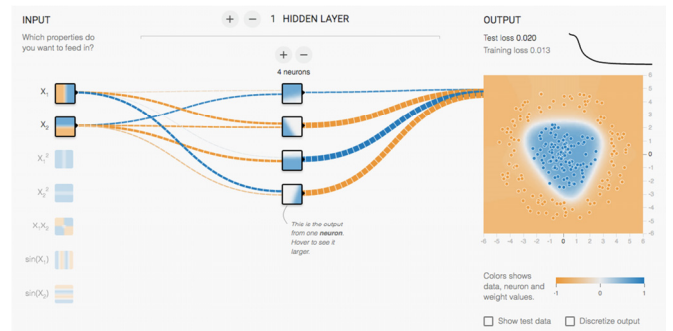 INPUT
Which properties do
you want to feed in?
X₁
X₂
X₁²
X₂²
X₁X₂
sin(X₁)
sin(X₂)
+ − 1 HIDDEN LAYER
+ −
4 neurons
This is the output
from one neuron.
Hover to see it
larger.
OUTPUT
Test loss 0.020
Training loss 0.013
6
5
4
3
2
1
0
-1
-2
-3
-4
-5
-6
-6 -5 -4 -3 -2 -1 0 1 2 3 4 5 6
Colors shows
data, neuron and
weight values.
-1 0 1
Show test data
Discretize output